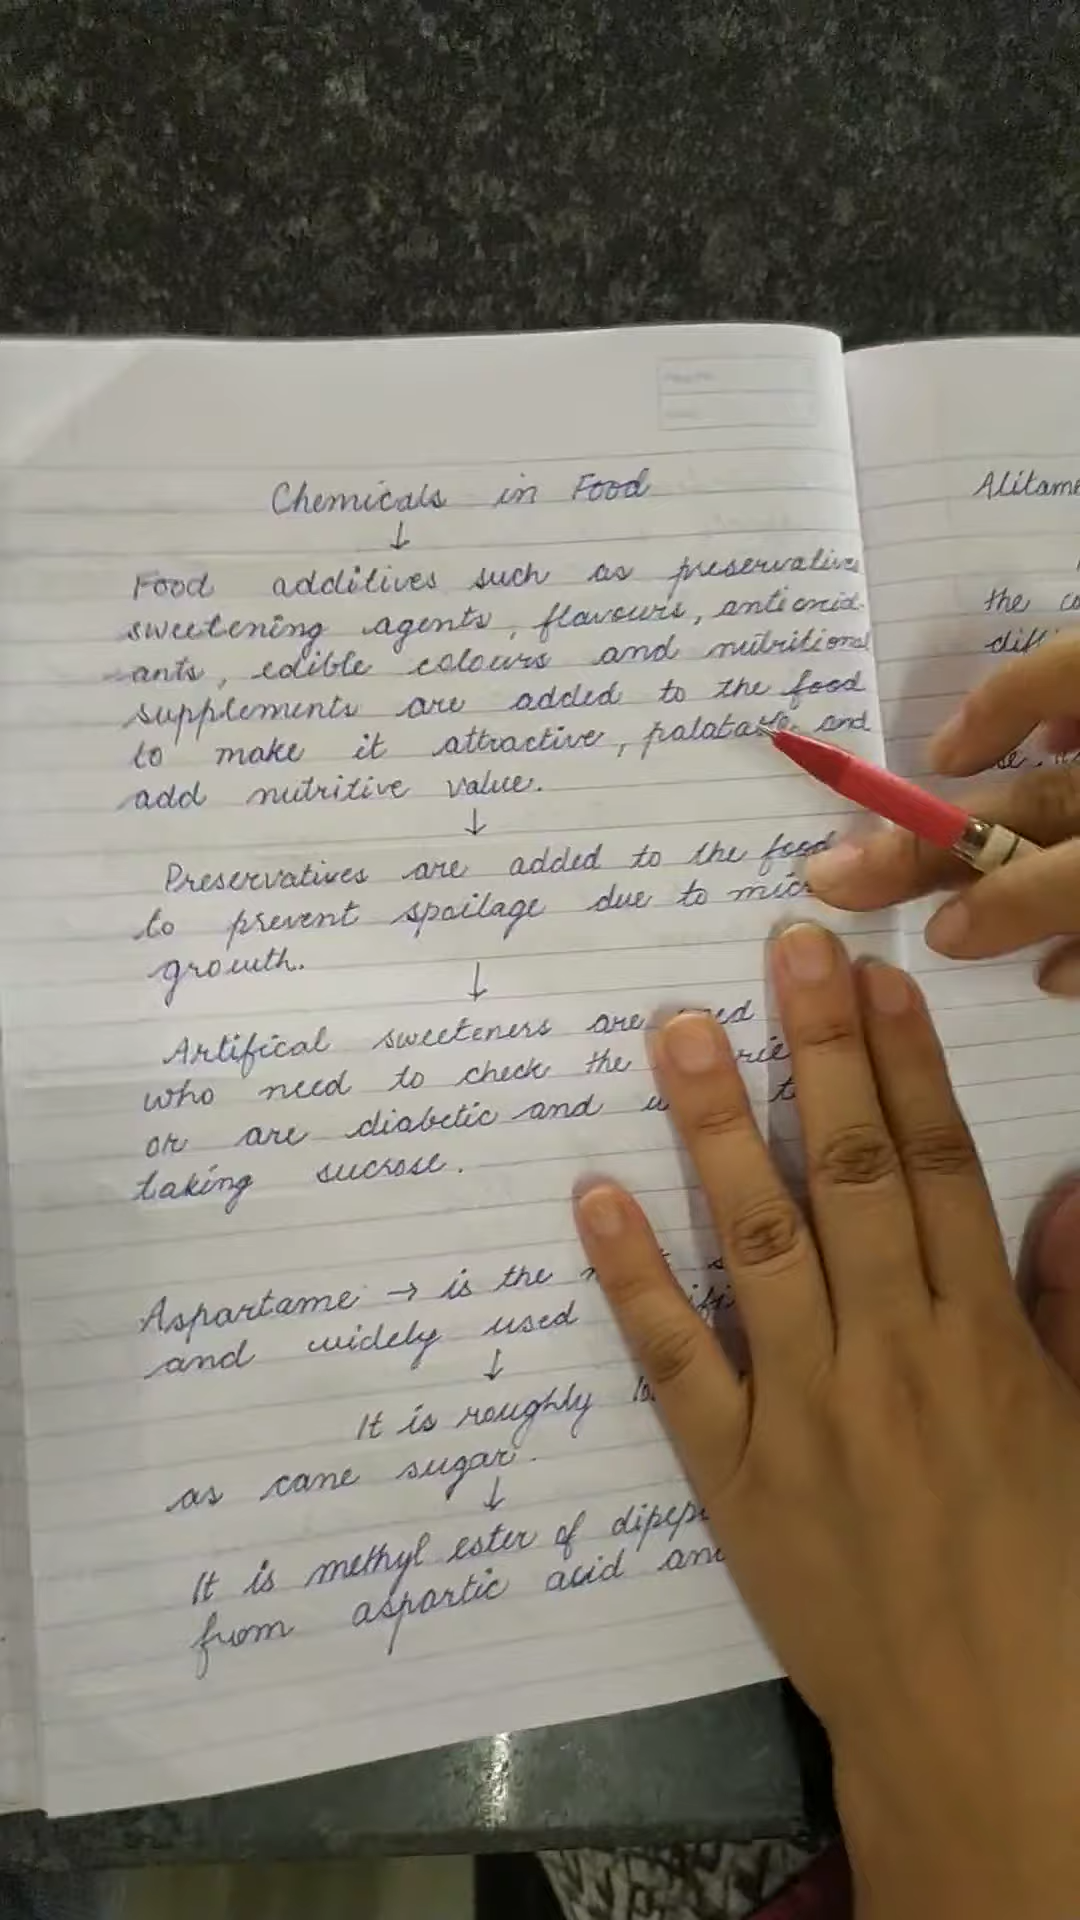 Chemicals in Food
↓
Food additives such as preservatives
sweetening agents, flavours, antioxid-
ants, edible colours and nutritional
supplements are added to the food
to make it attractive, and
add nutritive value.
↓
Preservatives are added to the food
to prevent spoilage due to
growth.
↓
Artifical sweeteners are
who need to check the
or are diabetic and
taking sucrose.
Aspartame → is the
and widely used
↓
It is roughly
as cane sugar.
↓
It is methyl ester of
from aspartic acid
Alitame
the